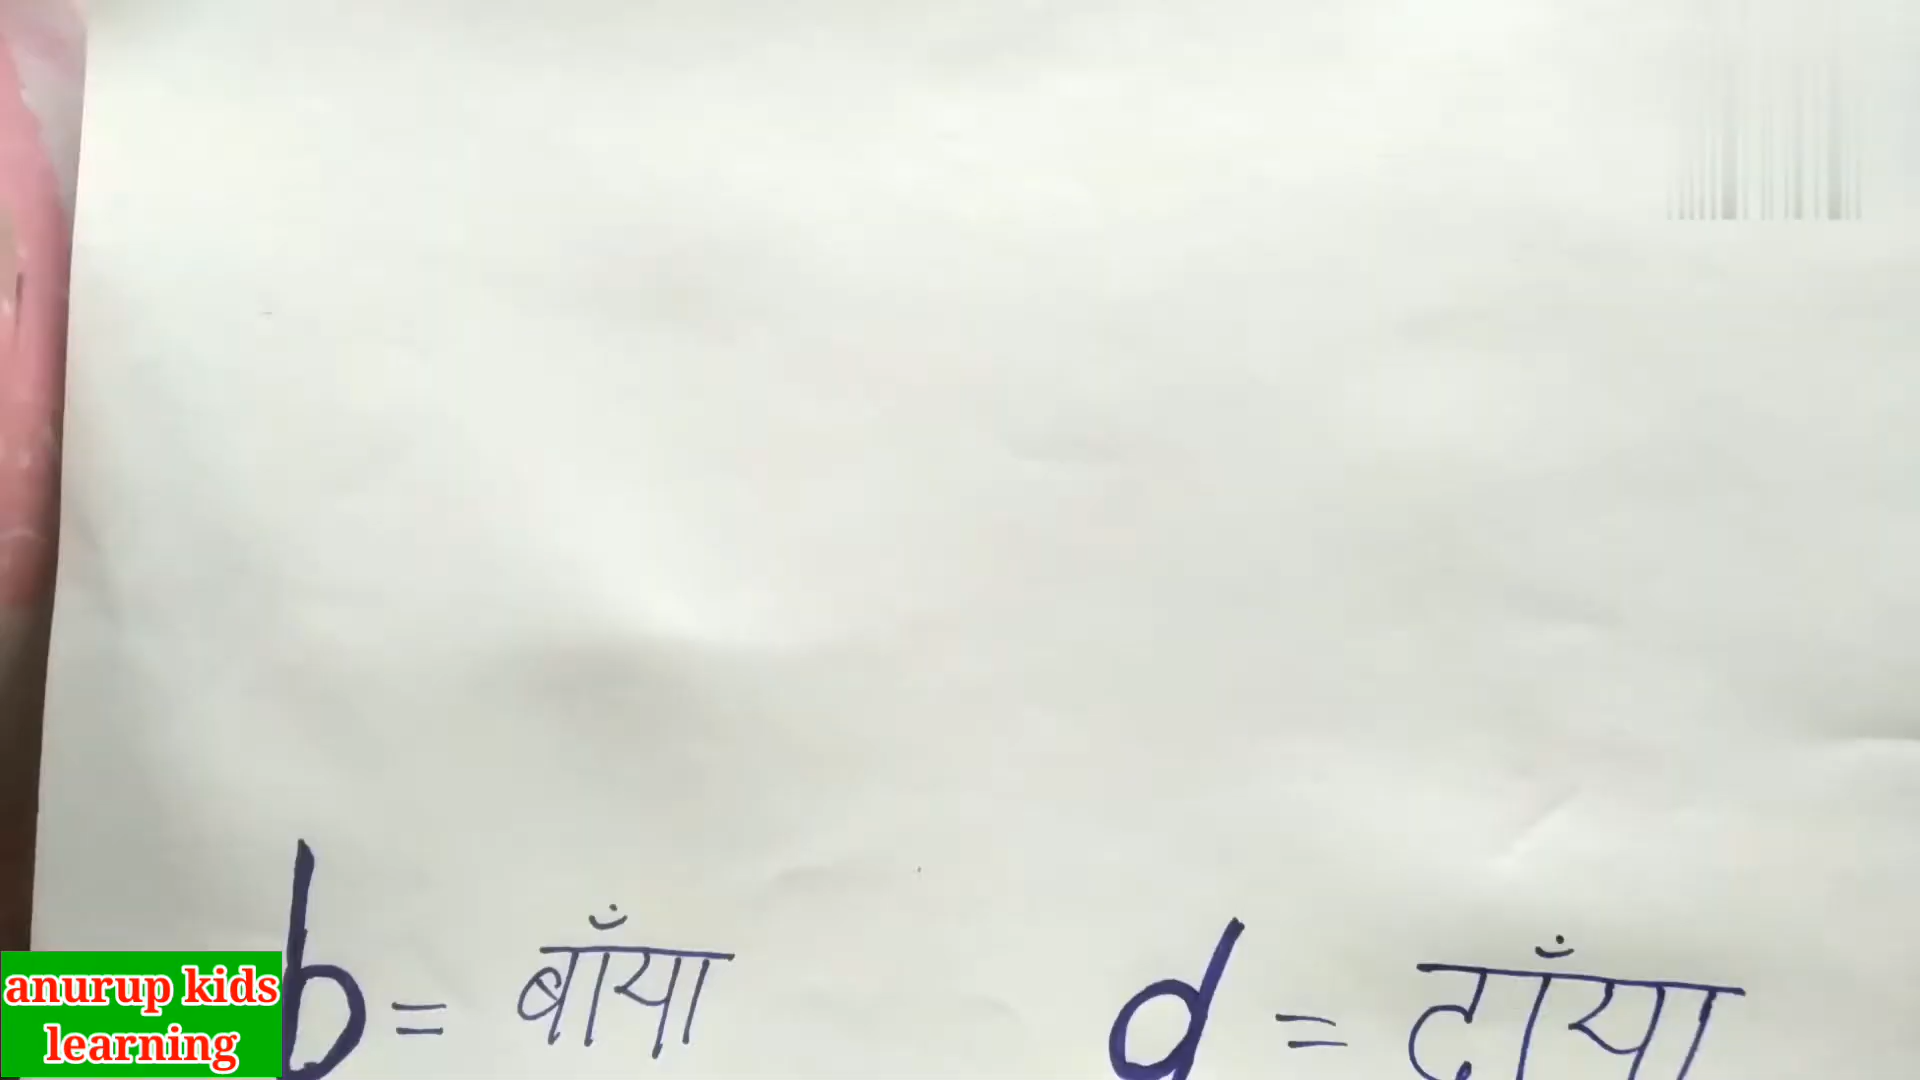 b = बाँया d = दाँया
anurup kids
learning